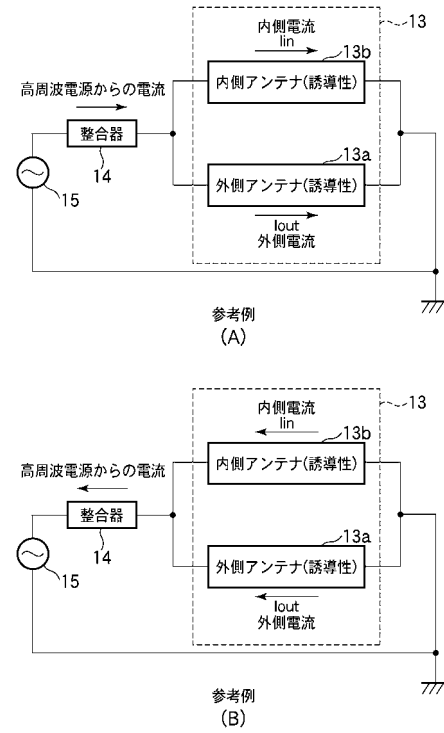 13
内側電流
Iin
13b
高周波電源からの電流
内側アンテナ(誘導性)
整合器
14
13a
15
外側アンテナ(誘導性)
Iout
外側電流
参考例
(A)
13
内側電流
Iin
13b
高周波電源からの電流
内側アンテナ(誘導性)
整合器
14
13a
15
外側アンテナ(誘導性)
Iout
外側電流
参考例
(B)